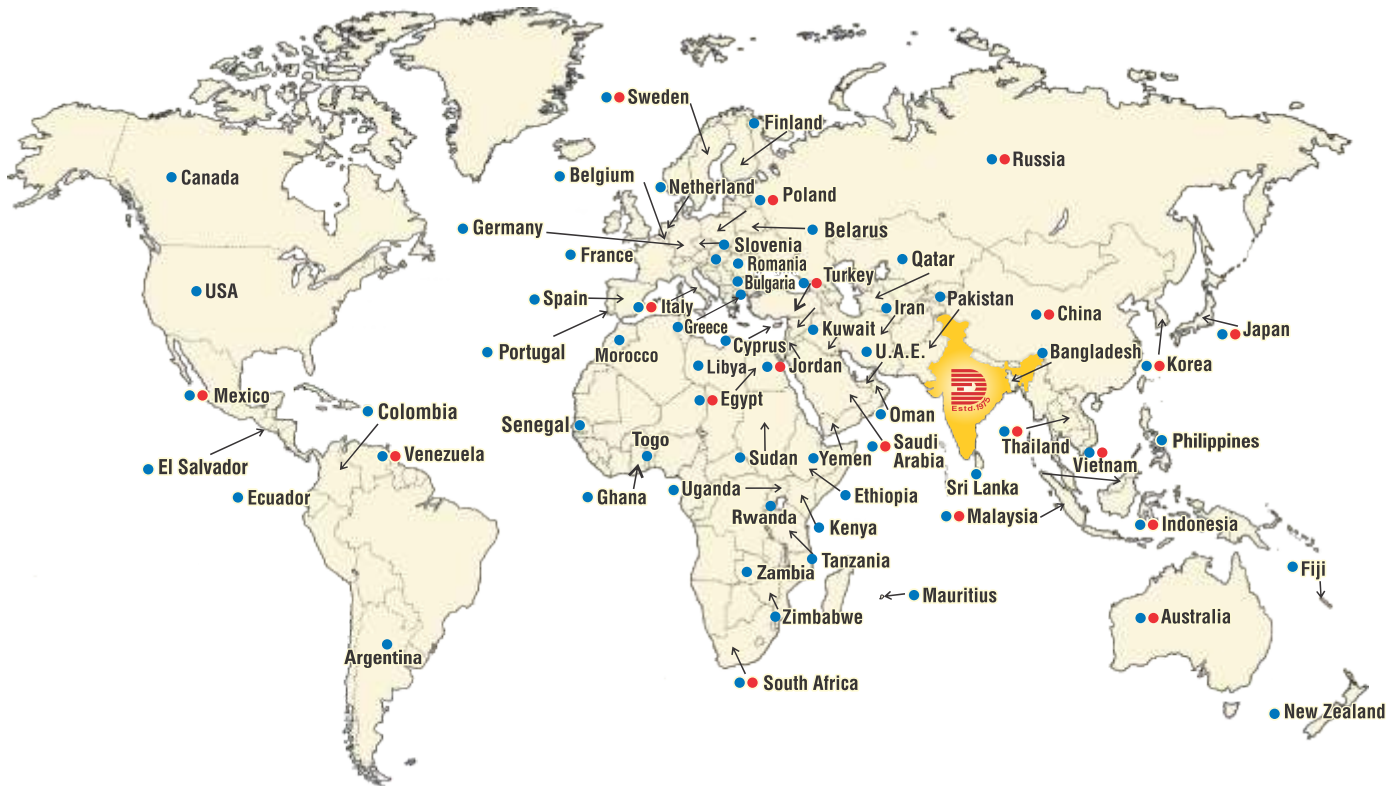 Sweden
Finland
Russia
Belgium
Canada
Netherland
Poland
Germany
Belarus
Slovenia
France
Romania
Qatar
Turkey
Bulgaria
USA
Spain
Italy
Iran
Pakistan
China
Greece
Kuwait
Japan
Cyprus
Portugal
Morocco
U.A.E.
Bangladesh
Libya
Jordan
Korea
Mexico
Egypt
Estd.1975
Colombia
Oman
Senegal
Togo
Saudi
Arabia
Thailand
Philippines
Venezuela
El Salvador
Sudan
Yemen
Vietnam
Ecuador
Ghana
Uganda
Ethiopia
Sri Lanka
Rwanda
Kenya
Malaysia
Indonesia
Tanzania
Zambia
Fiji
Mauritius
Zimbabwe
Australia
Argentina
South Africa
New Zealand